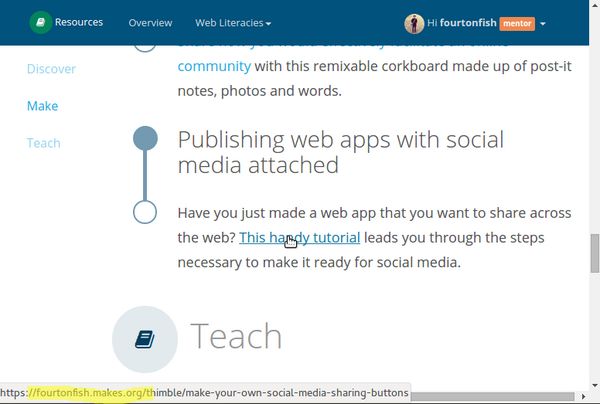 Resources Overview Web Literacies Hi fourtonfish mentor
Discover
community with this remixable corkboard made up of post-it
notes, photos and words.
Make
Teach
Publishing web apps with social
media attached
Have you just made a web app that you want to share across
the web? This handy tutorial leads you through the steps
necessary to make it ready for social media.
Teach
https://fourtonfish.makes.org/thimble/make-your-own-social-media-sharing-buttons